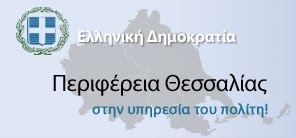 Ελληνική Δημοκρατία
Περιφέρεια Θεσσαλίας
στην υπηρεσία του πολίτη!